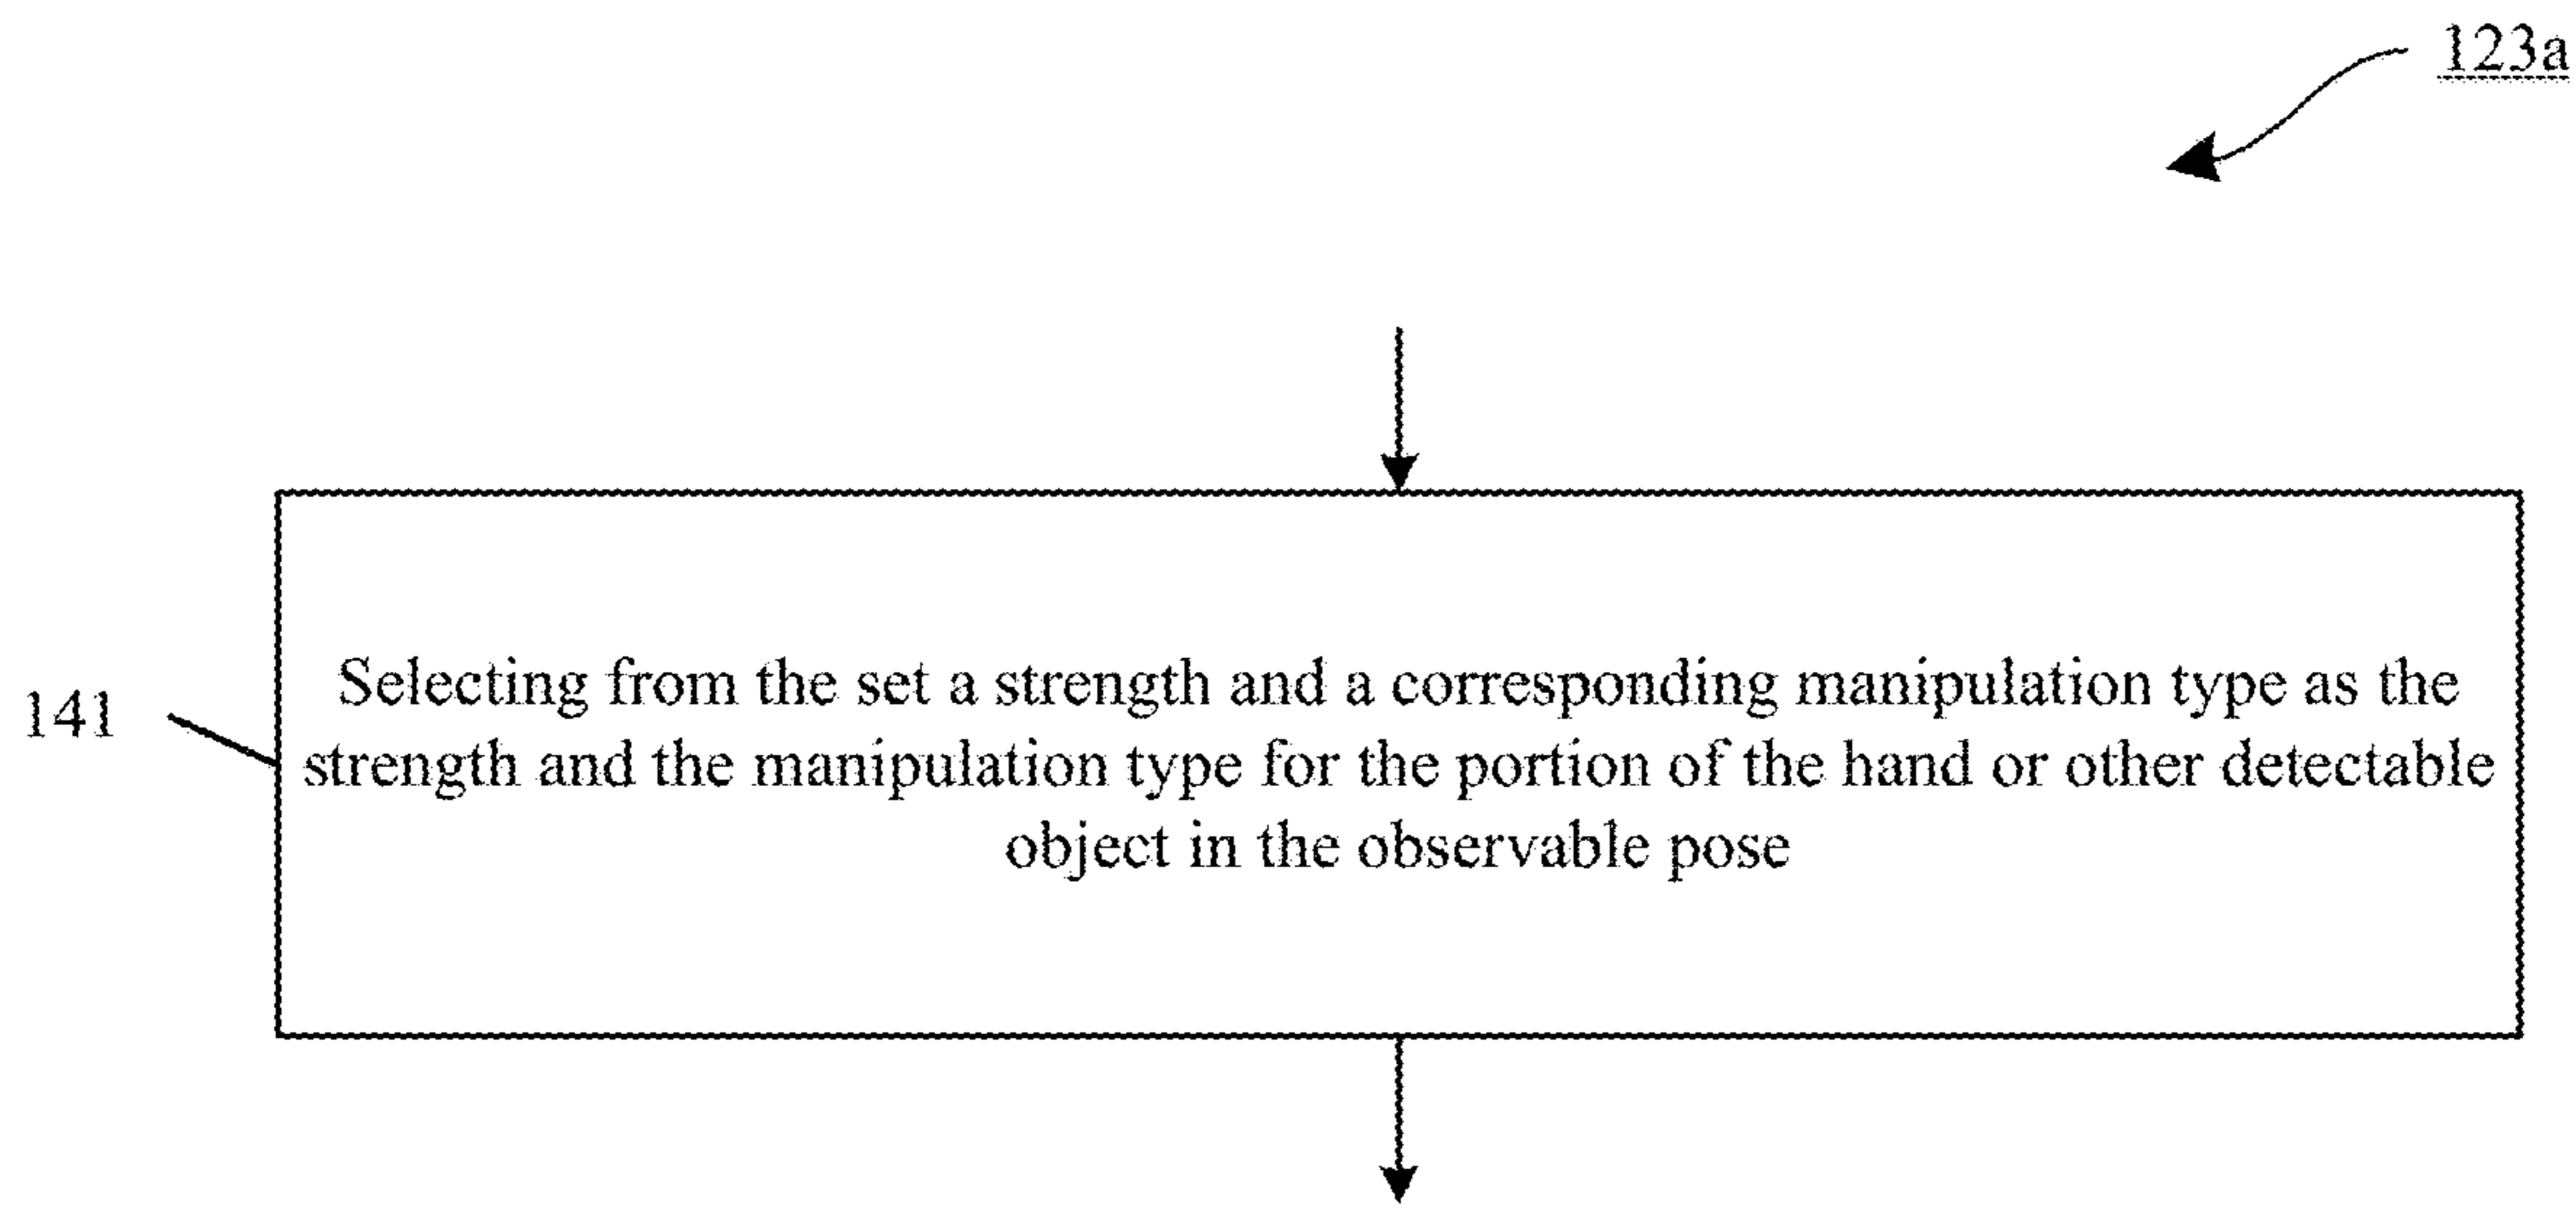 123a
141
Selecting from the set a strength and a corresponding manipulation type as the
strength and the manipulation type for the portion of the hand or other detectable
object in the observable pose